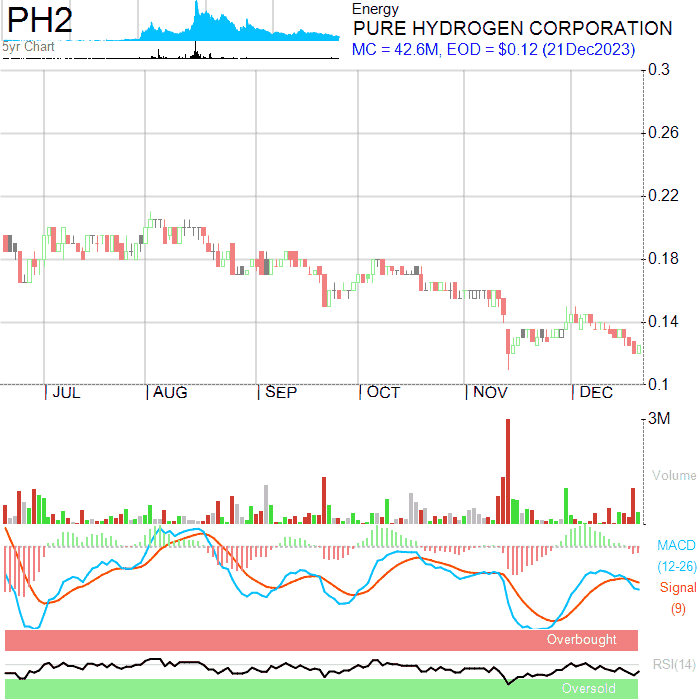 PH2
5yr Chart
Energy
PURE HYDROGEN CORPORATION
MC = 42.6M, EOD = $0.12 (21Dec2023)
0.3
0.26
0.22
0.18
0.14
0.1
JUL AUG SEP OCT NOV DEC
3M
Volume
MACD
(12-26)
Signal
(9)
Overbought
RSI(14)
Oversold